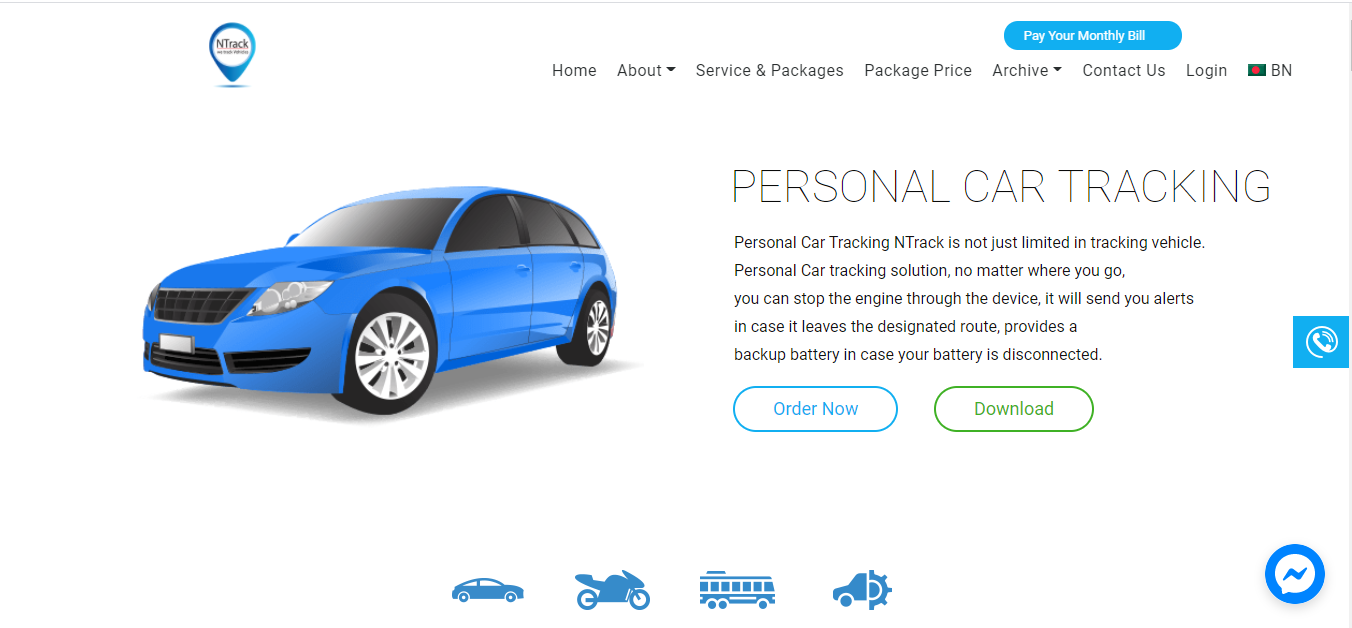 NTrack
we track Vehicles
Pay Your Monthly Bill
Home About Service & Packages Package Price Archive Contact Us Login BN
PERSONAL CAR TRACKING
Personal Car Tracking NTrack is not just limited in tracking vehicle.
Personal Car tracking solution, no matter where you go,
you can stop the engine through the device, it will send you alerts
in case it leaves the designated route, provides a
backup battery in case your battery is disconnected.
Order Now Download